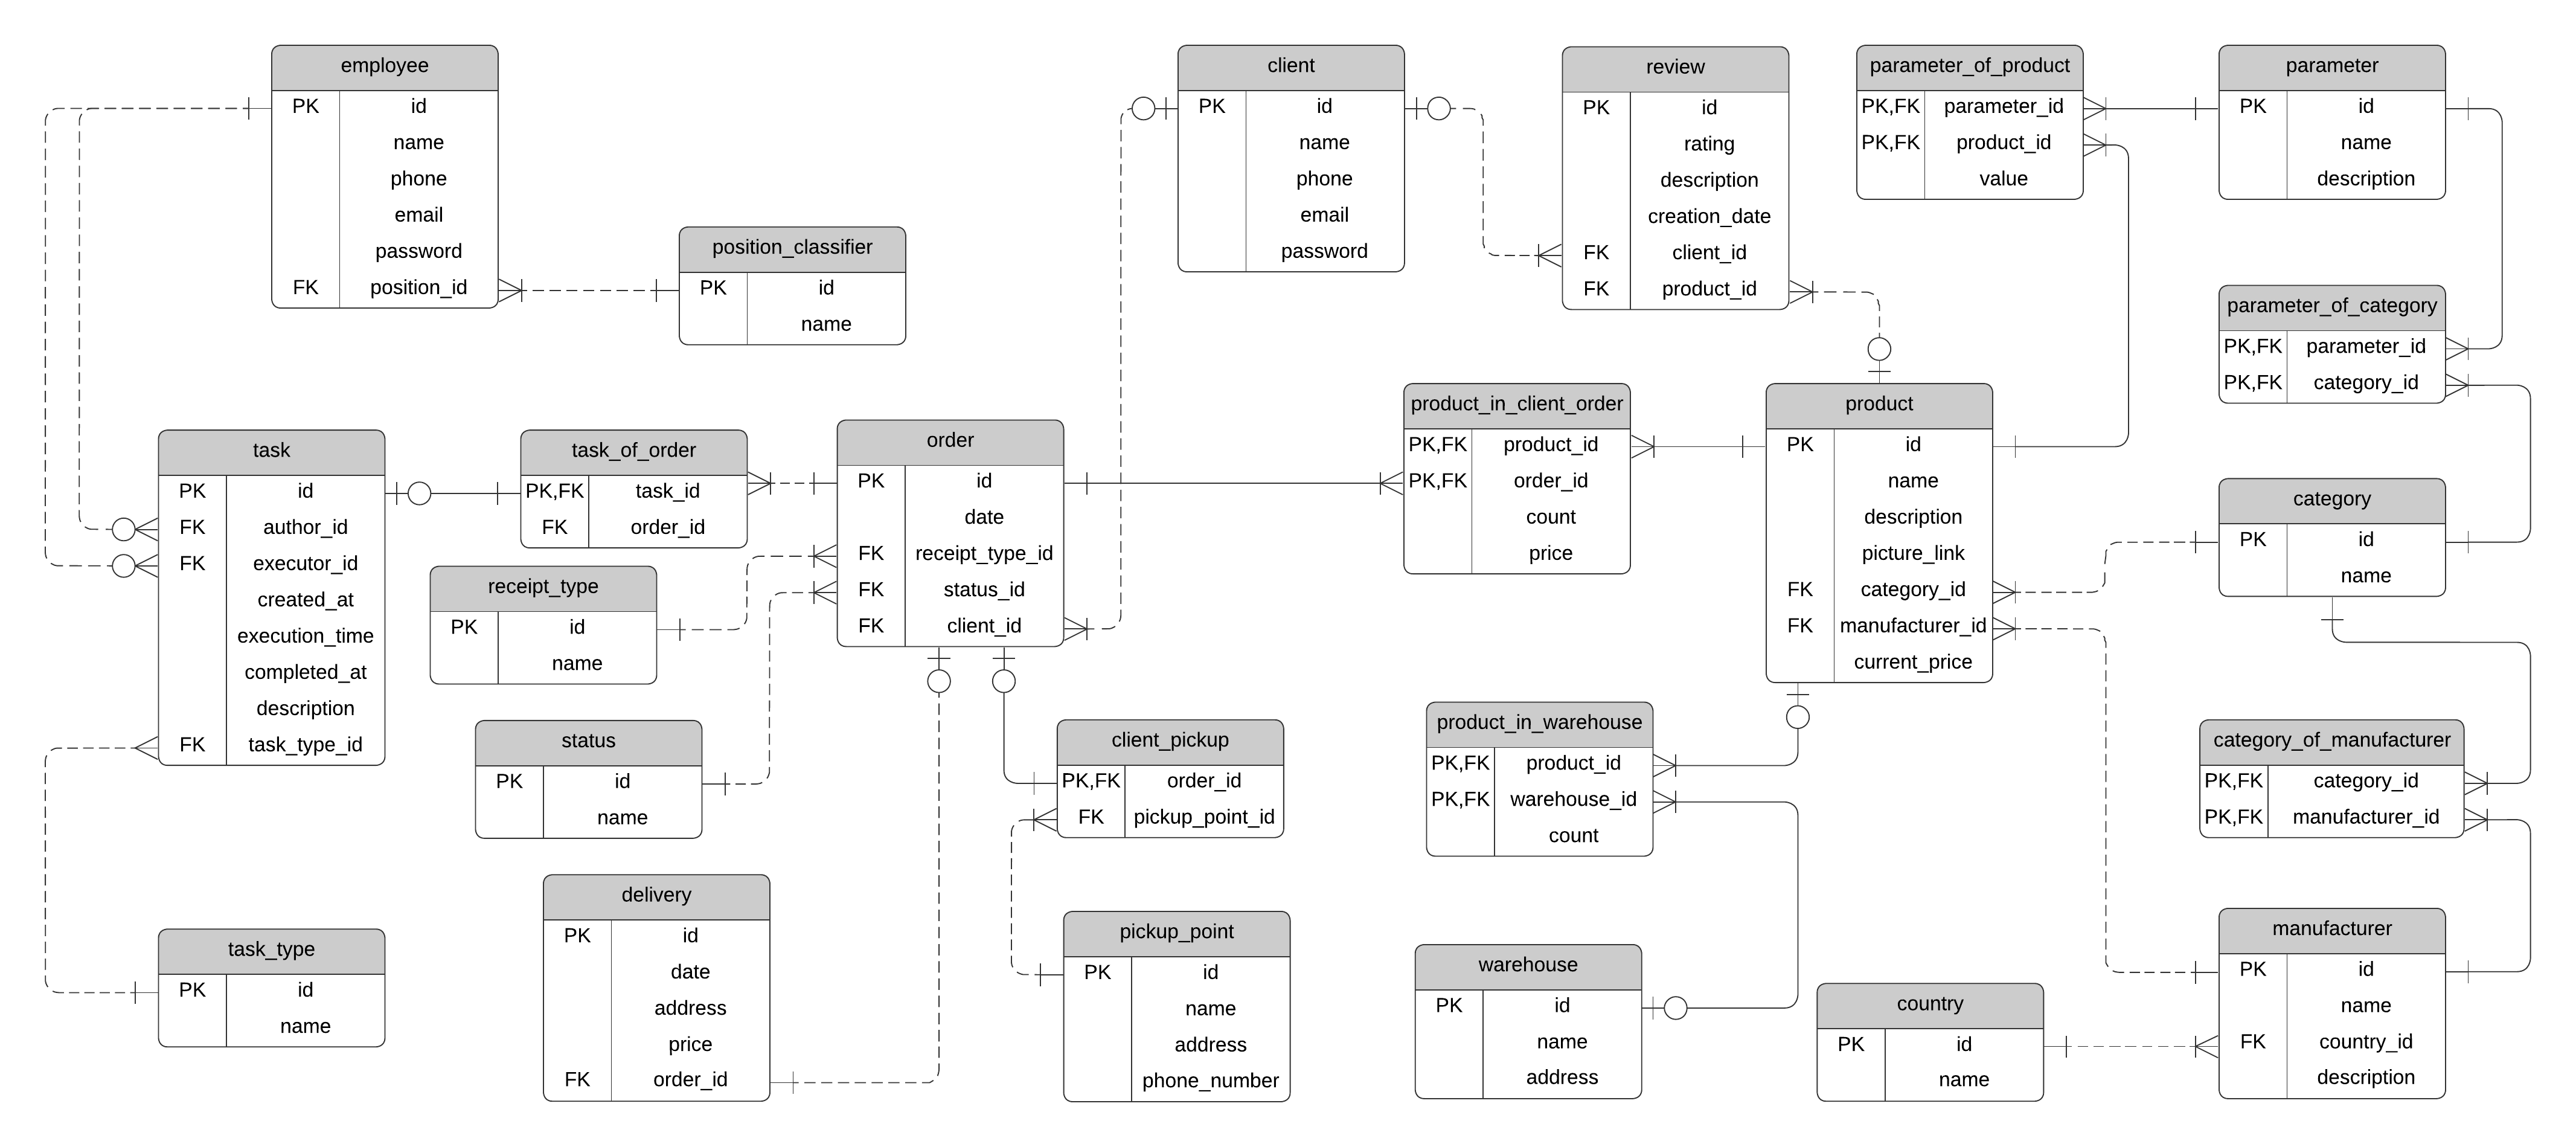 employee
PK id
name
phone
email
password
FK position_id
position_classifier
PK id
name
client
PK id
name
phone
email
password
review
PK id
rating
description
creation_date
FK client_id
FK product_id
parameter_of_product
PK,FK parameter_id
PK,FK product_id
value
parameter
PK id
name
description
parameter_of_category
PK,FK parameter_id
PK,FK category_id
task
PK id
FK author_id
FK executor_id
created_at
execution_time
completed_at
description
FK task_type_id
task_of_order
PK,FK task_id
FK order_id
order
PK id
date
FK receipt_type_id
FK status_id
FK client_id
product_in_client_order
PK,FK product_id
PK,FK order_id
count
price
product
PK id
name
description
picture_link
FK category_id
FK manufacturer_id
current_price
category
PK id
name
receipt_type
PK id
name
status
PK id
name
client_pickup
PK,FK order_id
FK pickup_point_id
product_in_warehouse
PK,FK product_id
PK,FK warehouse_id
count
category_of_manufacturer
PK,FK category_id
PK,FK manufacturer_id
task_type
PK id
name
delivery
PK id
date
address
price
FK order_id
pickup_point
PK id
name
address
phone_number
warehouse
PK id
name
address
country
PK id
name
manufacturer
PK id
name
FK country_id
description